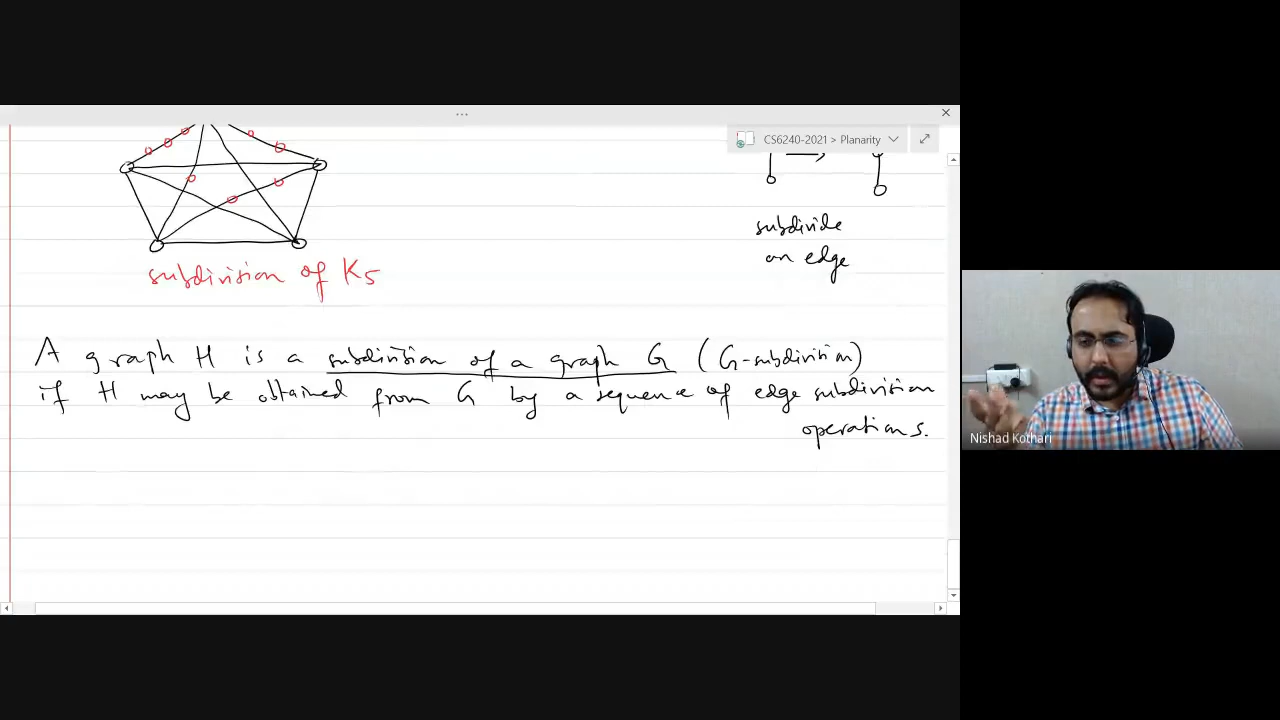 CS6240-2021 > Planarity
subdivide
an edge
subdivision of K5
A graph H is a subdivision of a graph G (G-subdivision)
if H may be obtained from G by a sequence of edge subdivision
operations.
Nishad Kothari